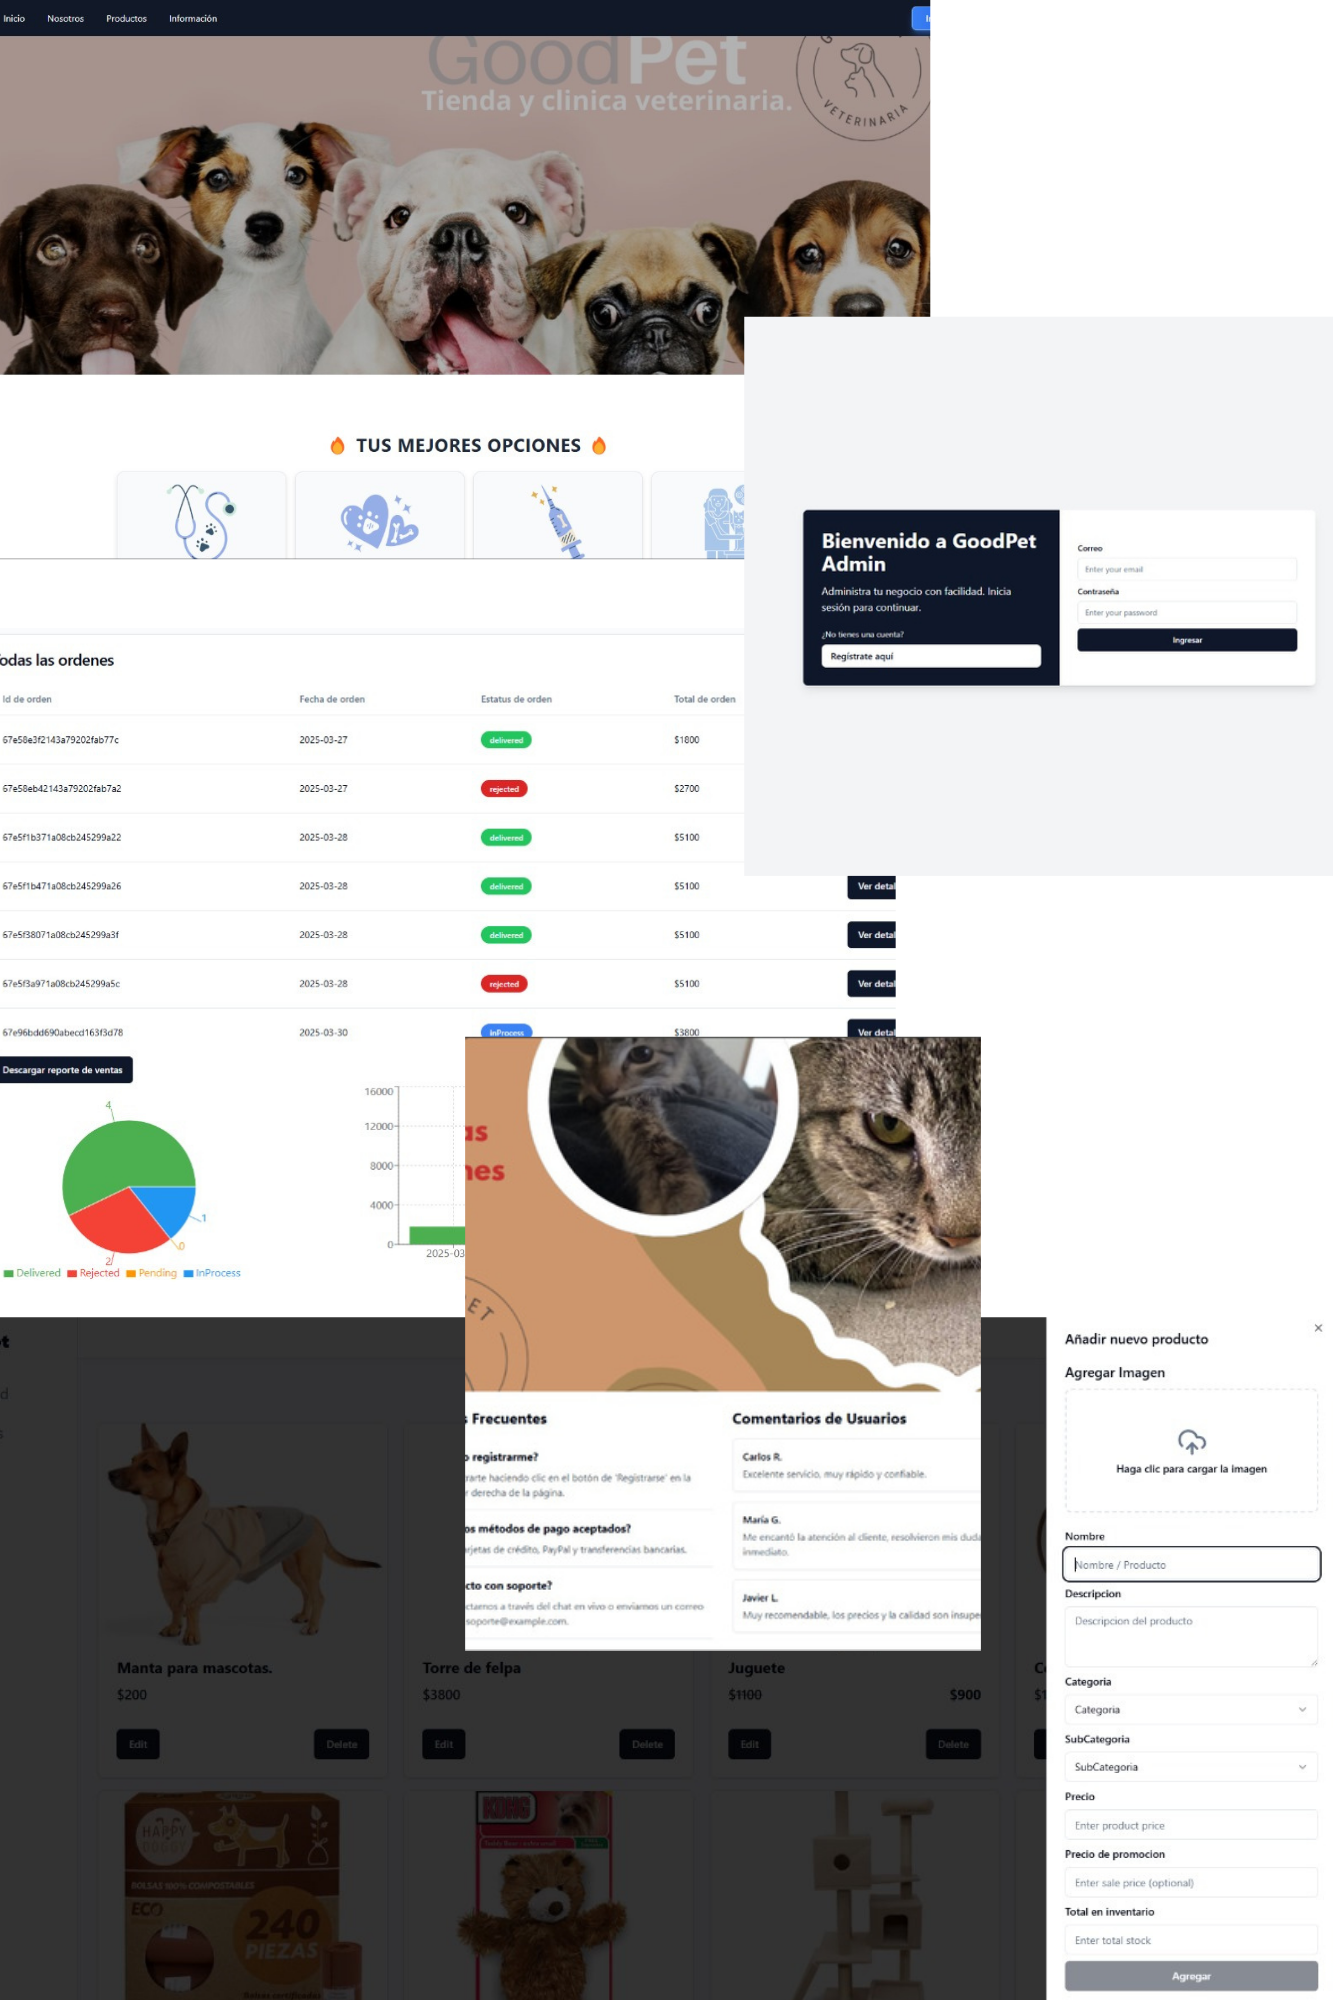 Inicio Nosotros Productos Información
GoodPet
Tienda y clinica veterinaria.
VETERINARIA
🔥 TUS MEJORES OPCIONES 🔥
Bienvenido a GoodPet
Admin
Administra tu negocio con facilidad. Inicia
sesión para continuar.
¿No tienes una cuenta?
Regístrate aquí
Correo
Enter your email
Contraseña
Enter your password
Ingresar
odas las ordenes
Id de orden Fecha de orden Estatus de orden Total de orden
67e58e3f2143a79202fab77c 2025-03-27 delivered $1800
67e58eb42143a79202fab7a2 2025-03-27 rejected $2700
67e5f1b371a08cb245299a22 2025-03-28 delivered $5100
67e5f1b471a08cb245299a26 2025-03-28 delivered $5100 Ver detal
67e5f38071a08cb245299a3f 2025-03-28 delivered $5100 Ver detal
67e5f3a971a08cb245299a5c 2025-03-28 rejected $5100 Ver detal
67e96bdd690abecd163f3d78 2025-03-30 inProcess $3800 Ver detal
Descargar reporte de ventas
4
1
0
2
Delivered Rejected Pending InProcess
16000
12000
8000
4000
0
2025-03
as
nes
ET
s Frecuentes
o registrarme?
rarte haciendo clic en el botón de 'Registrarse' en la
r derecha de la página.
os métodos de pago aceptados?
rjetas de crédito, PayPal y transferencias bancarias.
cto con soporte?
ctarnos a través del chat en vivo o enviarnos un correo
soporte@example.com.
Comentarios de Usuarios
Carlos R.
Excelente servicio, muy rápido y confiable.
María G.
Me encantó la atención al cliente, resolvieron mis duda
inmediato.
Javier L.
Muy recomendable, los precios y la calidad son insupe
Manta para mascotas.
$200
Edit Delete
Torre de felpa
$3800
Edit Delete
Juguete
$1100 $900
Edit Delete
HAPPY
BOLSAS 100% COMPOSTABLES
ECO
240
PIEZAS
KONG
Añadir nuevo producto
Agregar Imagen
Haga clic para cargar la imagen
Nombre
Nombre / Producto
Descripcion
Descripcion del producto
Categoria
Categoria
SubCategoria
SubCategoria
Precio
Enter product price
Precio de promocion
Enter sale price (optional)
Total en inventario
Enter total stock
Agregar